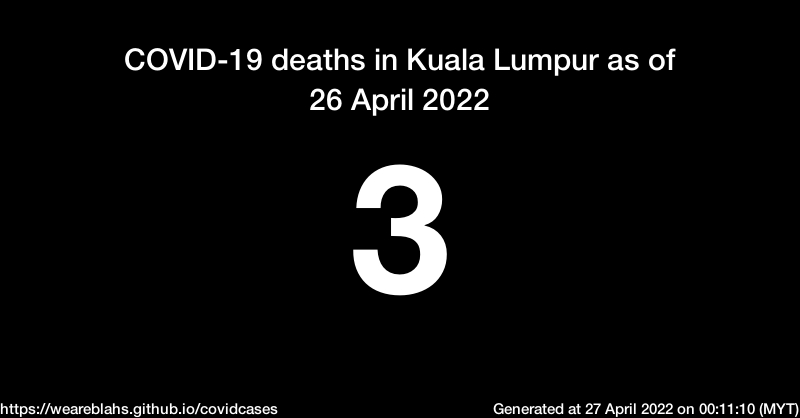 COVID-19 deaths in Kuala Lumpur as of
26 April 2022
3
https://weareblahs.github.io/covidcases
Generated at 27 April 2022 on 00:11:10 (MYT)